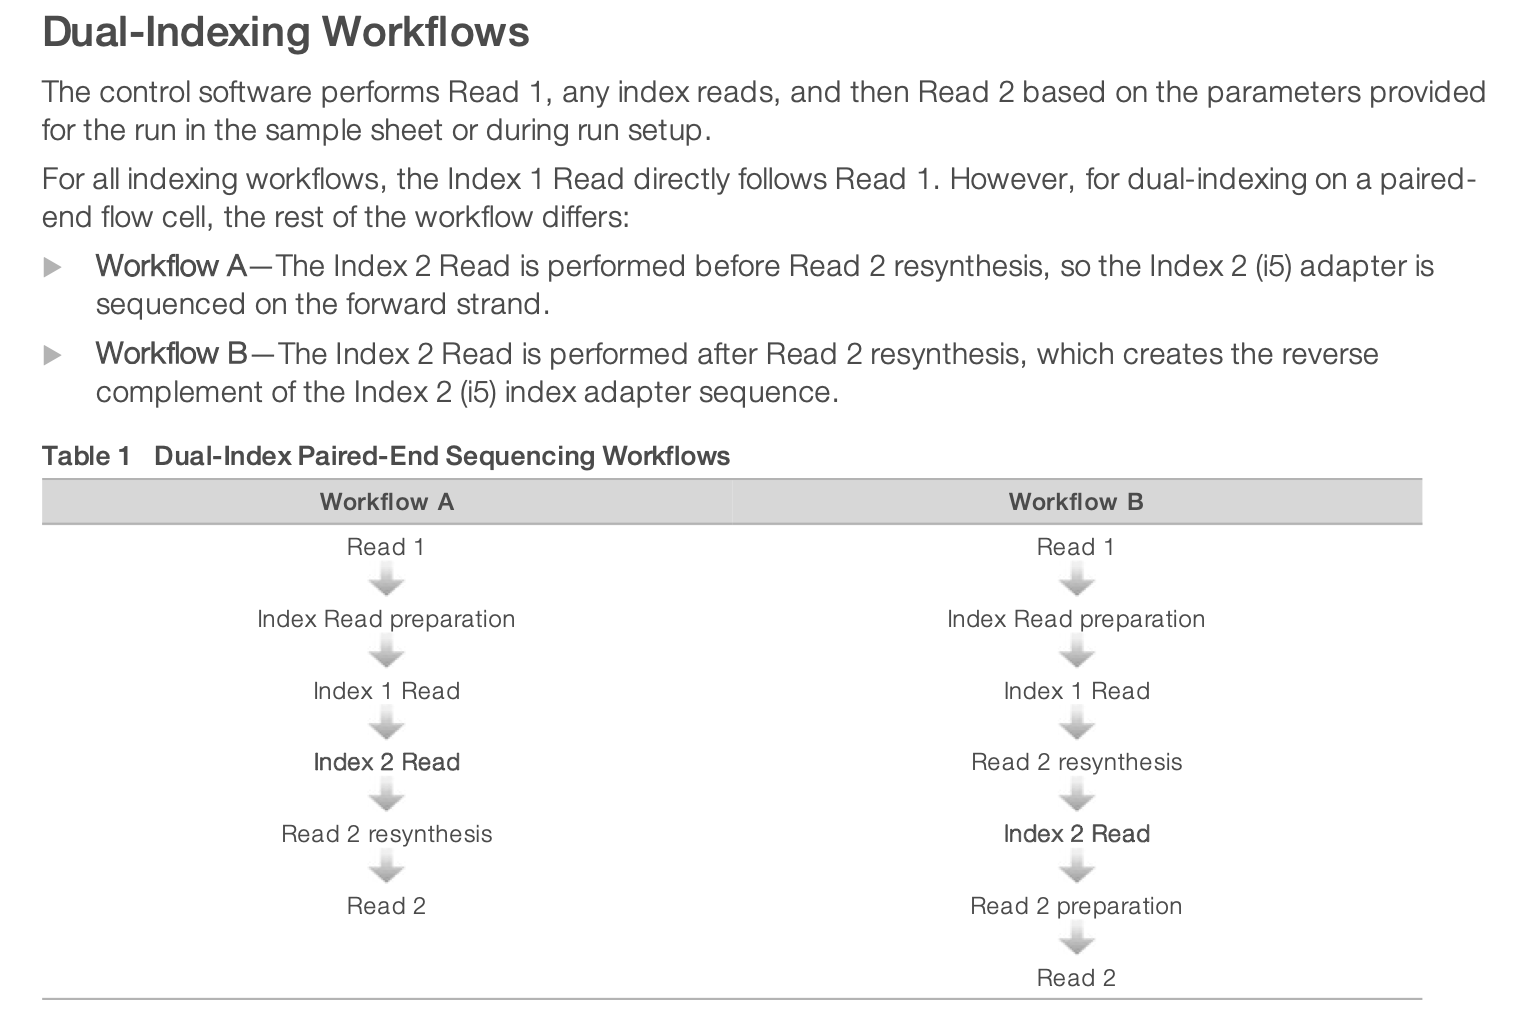 Dual-Indexing Workflows
The control software performs Read 1, any index reads, and then Read 2 based on the parameters provided
for the run in the sample sheet or during run setup.
For all indexing workflows, the Index 1 Read directly follows Read 1. However, for dual-indexing on a paired-
end flow cell, the rest of the workflow differs:
Workflow A—The Index 2 Read is performed before Read 2 resynthesis, so the Index 2 (i5) adapter is
sequenced on the forward strand.
Workflow B—The Index 2 Read is performed after Read 2 resynthesis, which creates the reverse
complement of the Index 2 (i5) index adapter sequence.
Table 1 Dual-Index Paired-End Sequencing Workflows
Workflow A
Read 1
Index Read preparation
Index 1 Read
Index 2 Read
Read 2 resynthesis
Read 2
Workflow B
Read 1
Index Read preparation
Index 1 Read
Read 2 resynthesis
Index 2 Read
Read 2 preparation
Read 2